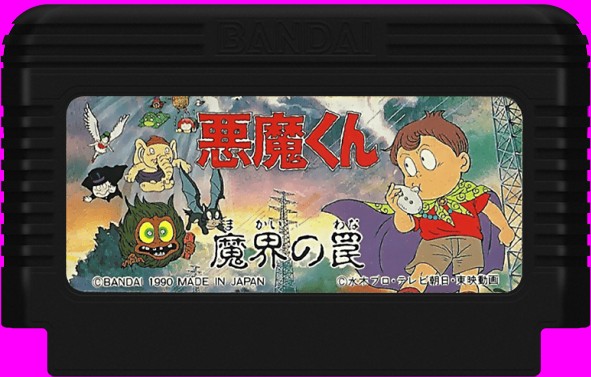 BANDAI
悪魔くん
まかいわな
魔界の罠
©BANDAI 1990 MADE IN JAPAN
©水木プロ・テレビ朝日・東映動画